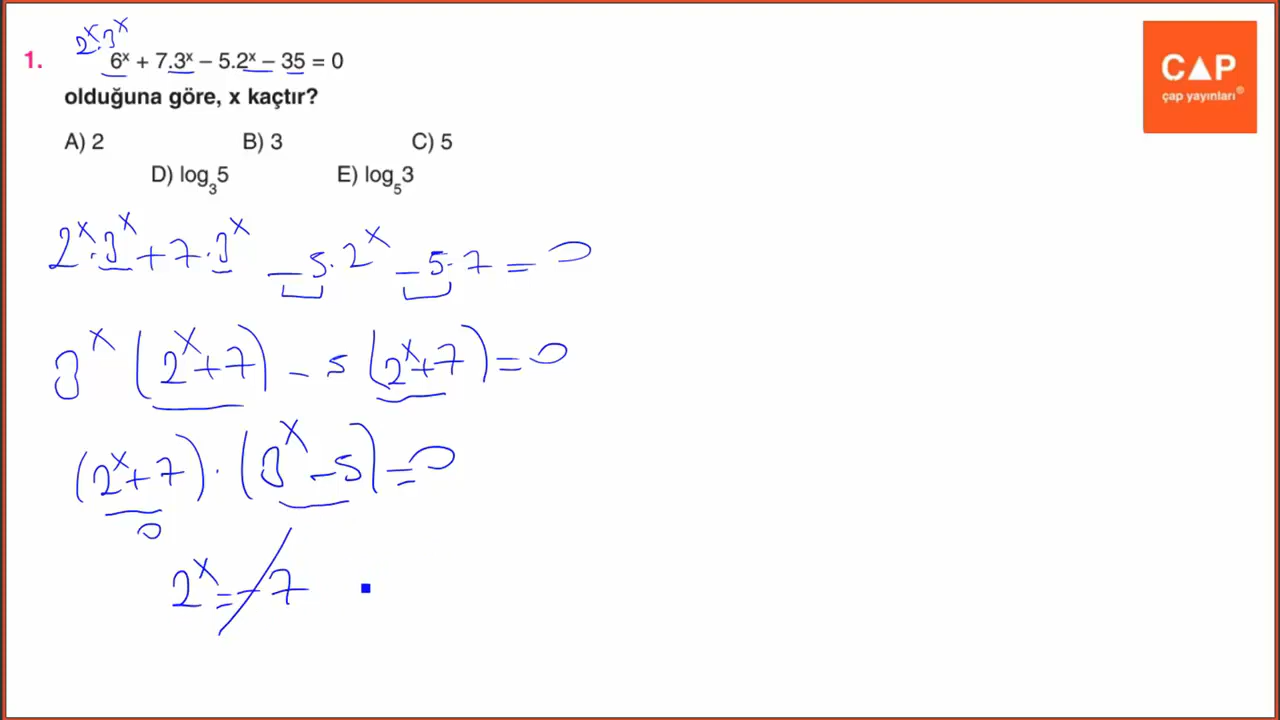 2ˣ.3ˣ
1. 6ˣ + 7.3ˣ – 5.2ˣ – 35 = 0
olduğuna göre, x kaçtır?
A) 2 B) 3 C) 5
D) log₃5 E) log₅3
2ˣ.3ˣ + 7.3ˣ – 5.2ˣ – 5.7 = 0
3ˣ (2ˣ + 7) – 5 (2ˣ + 7) = 0
(2ˣ + 7) . (3ˣ – 5) = 0
0
2ˣ = – 7
CAP
çap yayınları®